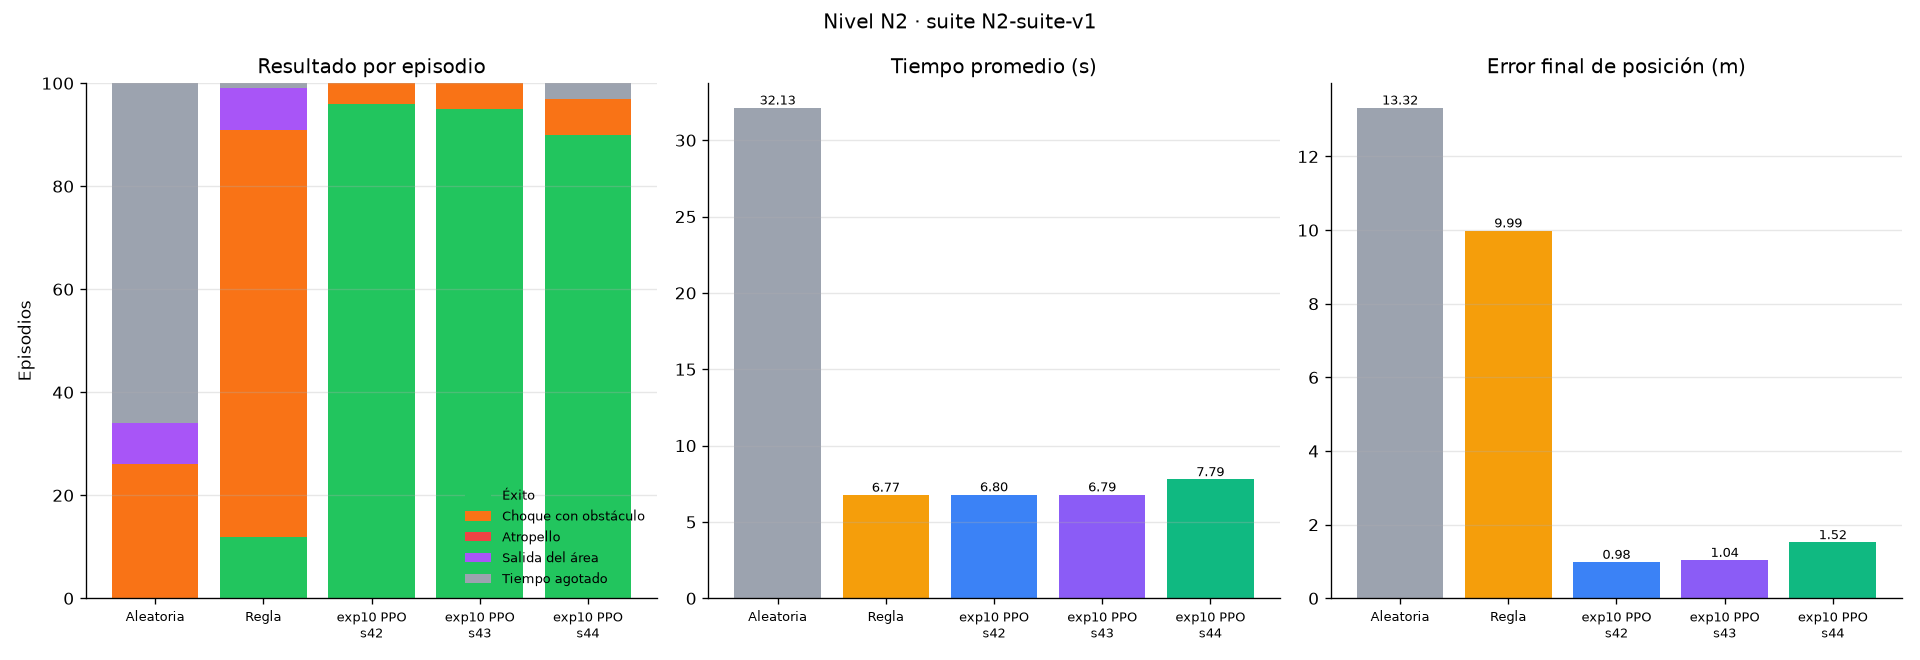 Nivel N2 · suite N2-suite-v1
Resultado por episodio
Episodios
100
80
60
40
20
0
Éxito
Choque con obstáculo
Atropello
Salida del área
Tiempo agotado
Aleatoria
Regla
exp10 PPO
s42
exp10 PPO
s43
exp10 PPO
s44
Tiempo promedio (s)
30
25
20
15
10
5
0
32.13
6.77
6.80
6.79
7.79
Aleatoria
Regla
exp10 PPO
s42
exp10 PPO
s43
exp10 PPO
s44
Error final de posición (m)
12
10
8
6
4
2
0
13.32
9.99
0.98
1.04
1.52
Aleatoria
Regla
exp10 PPO
s42
exp10 PPO
s43
exp10 PPO
s44